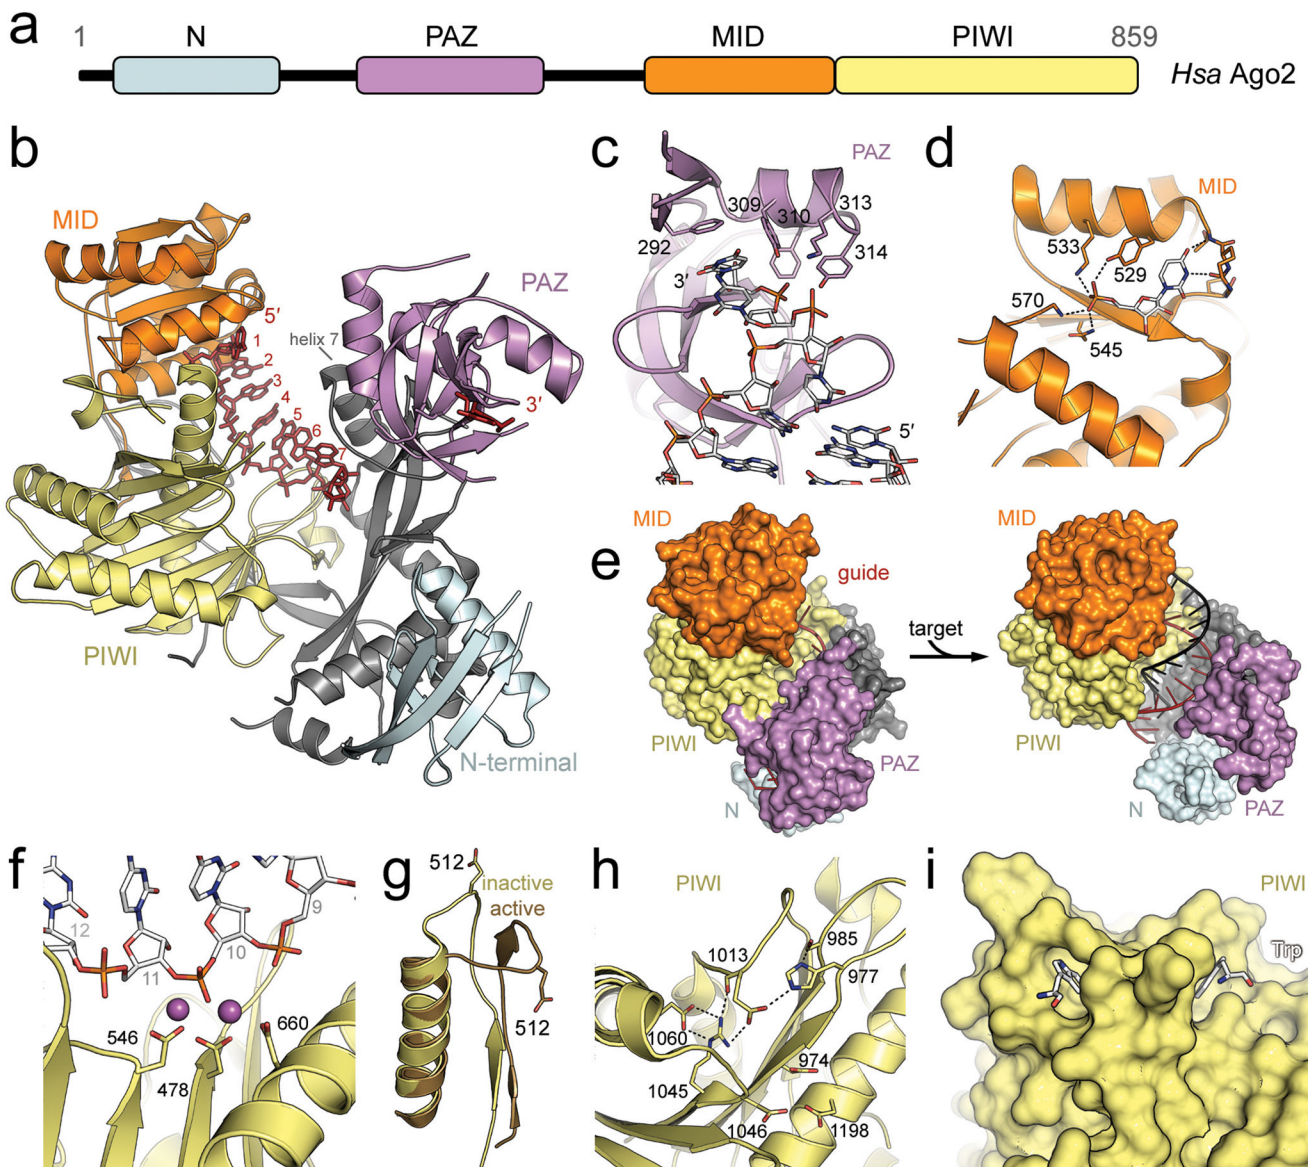 a
1 N PAZ MID PIWI 859
Hsa Ago2
b
MID
5′
1
2
3
4
5
6
7
helix 7
PAZ
3′
PIWI
N-terminal
c
PAZ
309
310
313
292
314
3′
5′
d
MID
533
529
570
545
e
MID
guide
PIWI
N
PAZ
target
MID
PIWI
N
PAZ
f
9
12
10
11
546
660
478
g
512
inactive
active
512
h
PIWI
985
1013
977
1060
974
1045
1046
1198
i
PIWI
Trp